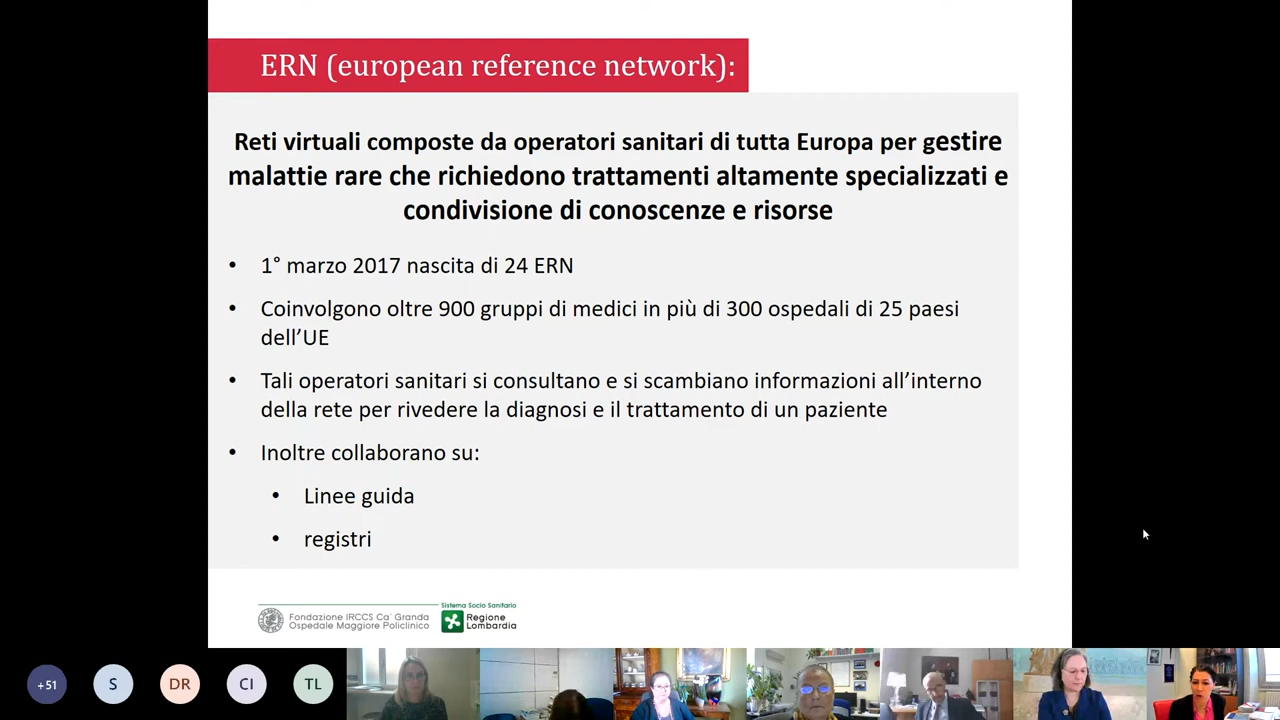 ERN (european reference network):
Reti virtuali composte da operatori sanitari di tutta Europa per gestire
malattie rare che richiedono trattamenti altamente specializzati e
condivisione di conoscenze e risorse
• 1° marzo 2017 nascita di 24 ERN
• Coinvolgono oltre 900 gruppi di medici in più di 300 ospedali di 25 paesi
dell’UE
• Tali operatori sanitari si consultano e si scambiano informazioni all’interno
della rete per rivedere la diagnosi e il trattamento di un paziente
• Inoltre collaborano su:
• Linee guida
• registri
Fondazione IRCCS Ca' Granda
Ospedale Maggiore Policlinico
Sistema Socio Sanitario
Regione
Lombardia
+51
S
DR
CI
TL